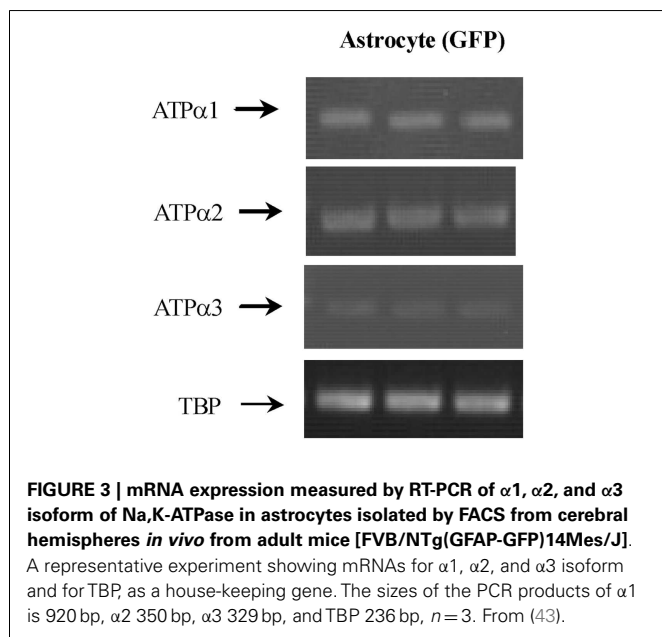 Astrocyte (GFP)
ATPα1
ATPα2
ATPα3
TBP
FIGURE 3 | mRNA expression measured by RT-PCR of α1, α2, and α3
isoform of Na,K-ATPase in astrocytes isolated by FACS from cerebral
hemispheres in vivo from adult mice [FVB/NTg(GFAP-GFP)14Mes/J].
A representative experiment showing mRNAs for α1, α2, and α3 isoform
and for TBP, as a house-keeping gene. The sizes of the PCR products of α1
is 920 bp, α2 350 bp, α3 329 bp, and TBP 236 bp, n = 3. From (43).